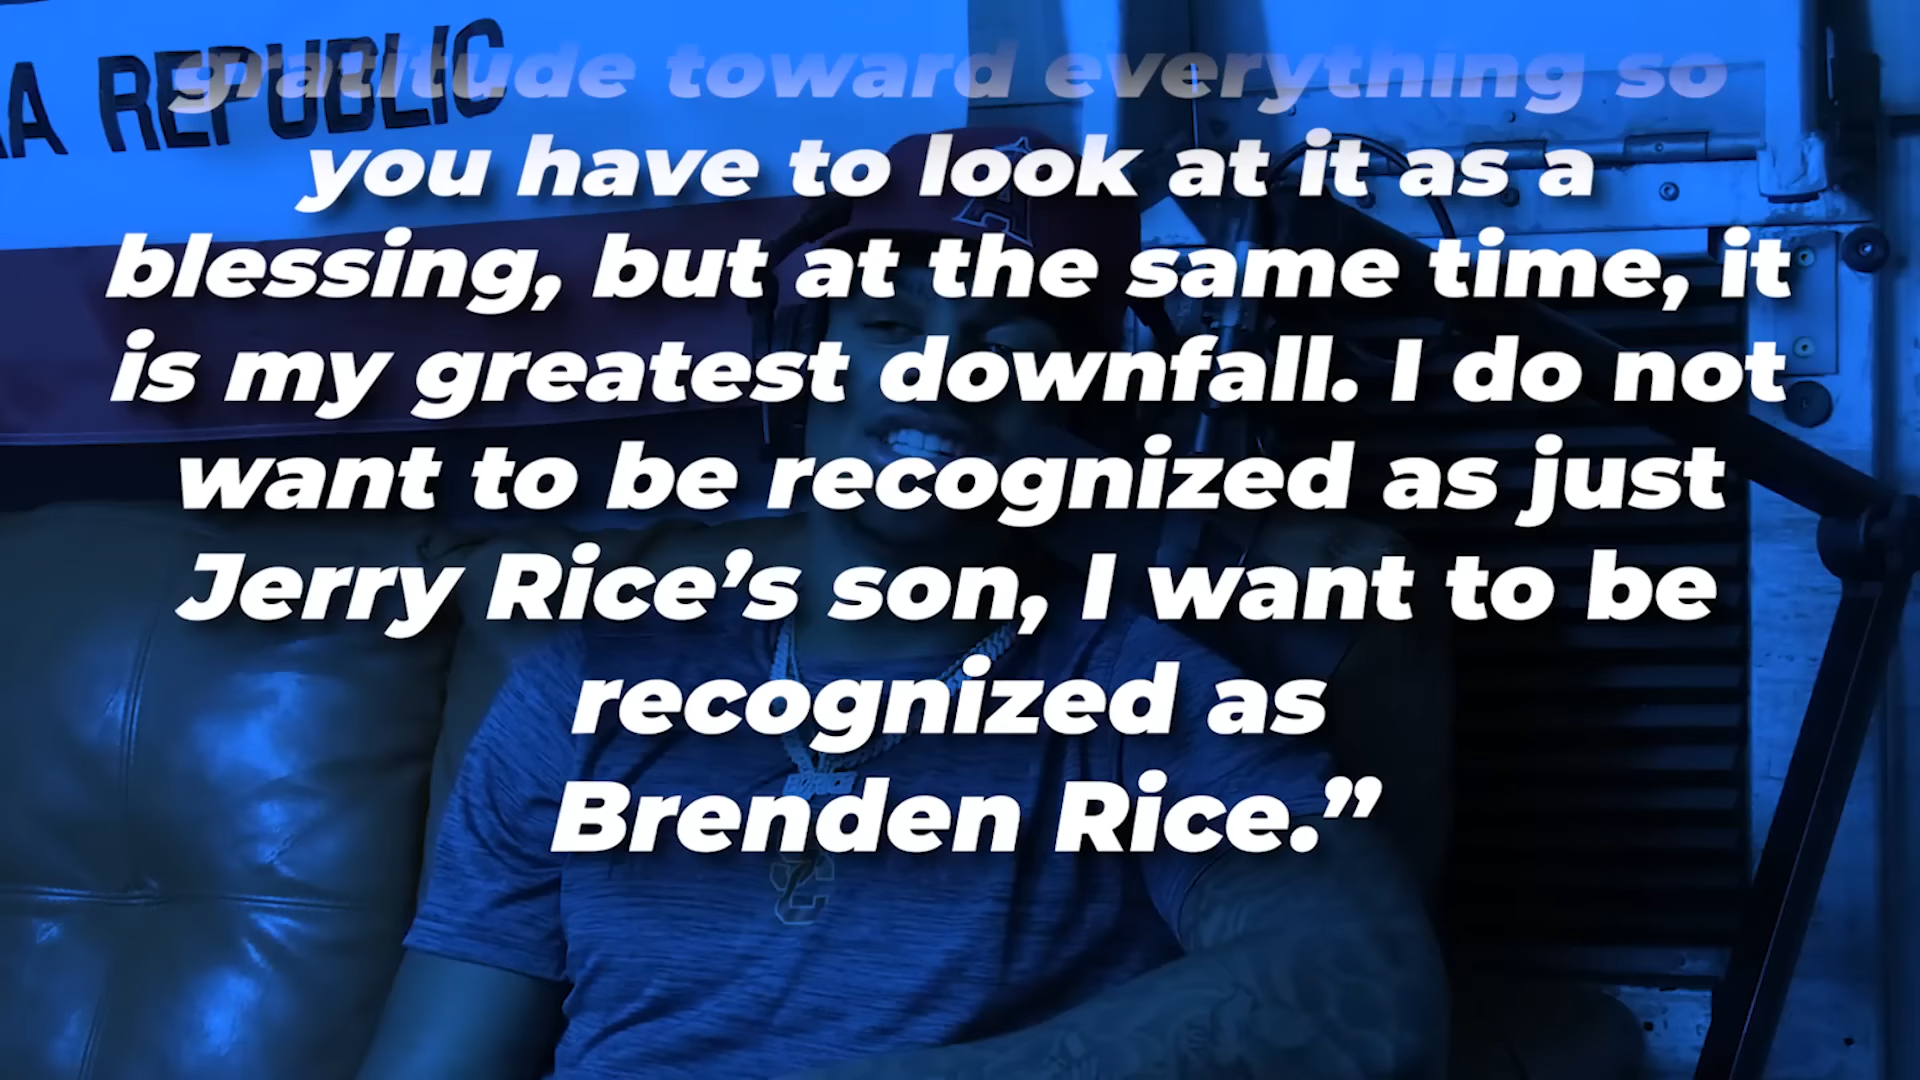 A REPUBLIC
gratitude toward everything so
you have to look at it as a
blessing, but at the same time, it
is my greatest downfall. I do not
want to be recognized as just
Jerry Rice’s son, I want to be
recognized as
Brenden Rice.”
A